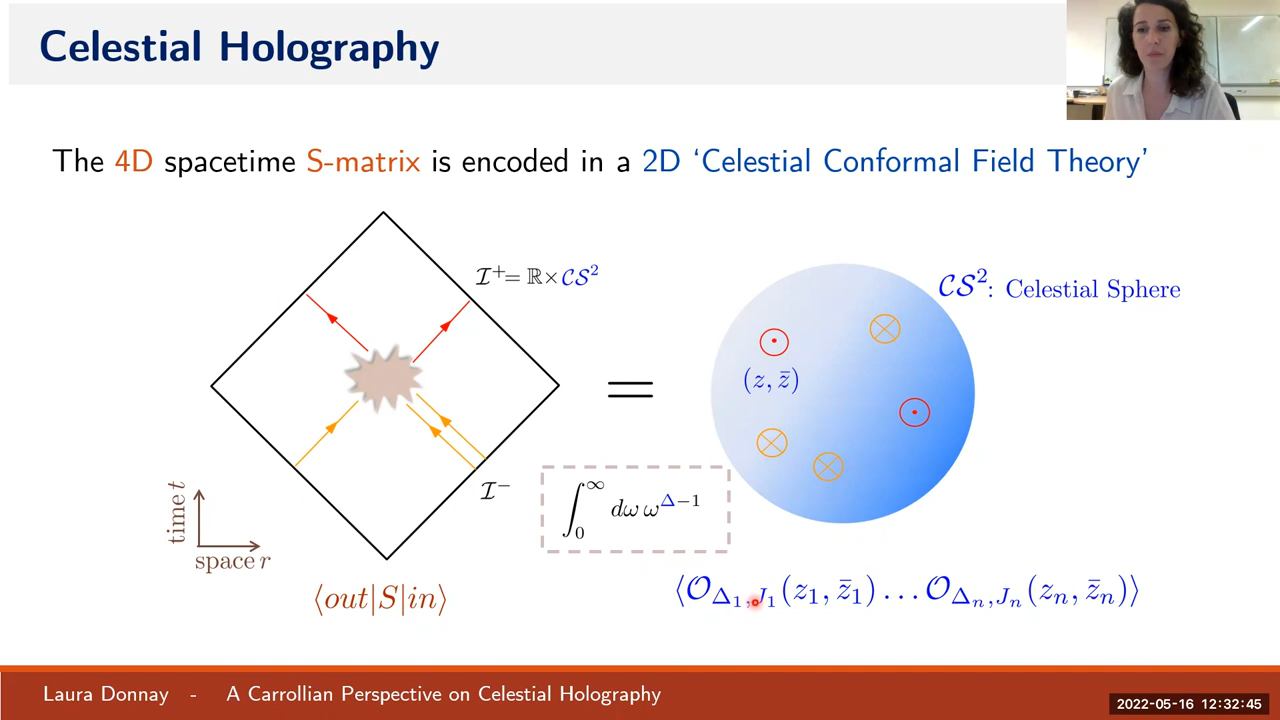 Celestial Holography
The 4D spacetime S-matrix is encoded in a 2D ‘Celestial Conformal Field Theory’
ℐ⁺= ℝ×𝒞𝒮²
𝒞𝒮²: Celestial Sphere
(z, z̄)
=
ℐ⁻
∫₀^∞ dω ω^{Δ−1}
time t
space r
⟨out|S|in⟩
⟨𝒪_{Δ₁,J₁}(z₁, z̄₁) … 𝒪_{Δₙ,Jₙ}(zₙ, z̄ₙ)⟩
Laura Donnay - A Carrollian Perspective on Celestial Holography
2022-05-16 12:32:45